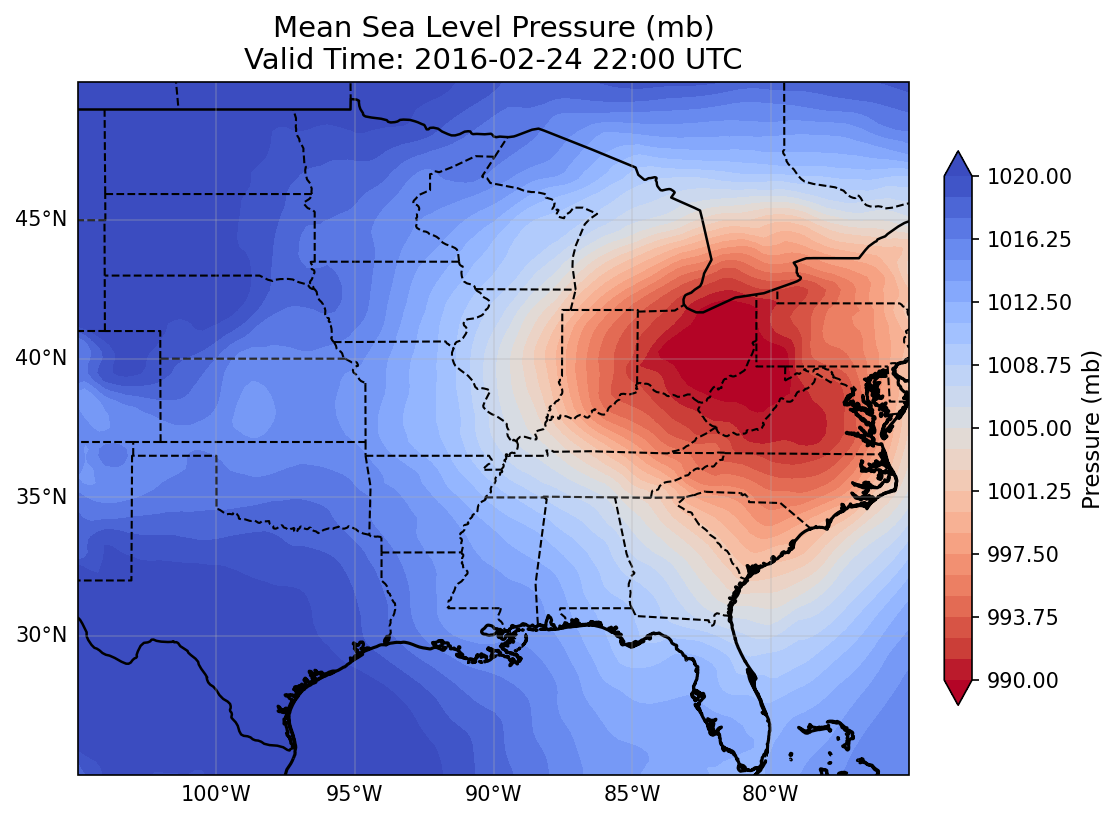 Mean Sea Level Pressure (mb)
Valid Time: 2016-02-24 22:00 UTC
45°N
40°N
35°N
30°N
100°W
95°W
90°W
85°W
80°W
1020.00
1016.25
1012.50
1008.75
1005.00
1001.25
997.50
993.75
990.00
Pressure (mb)